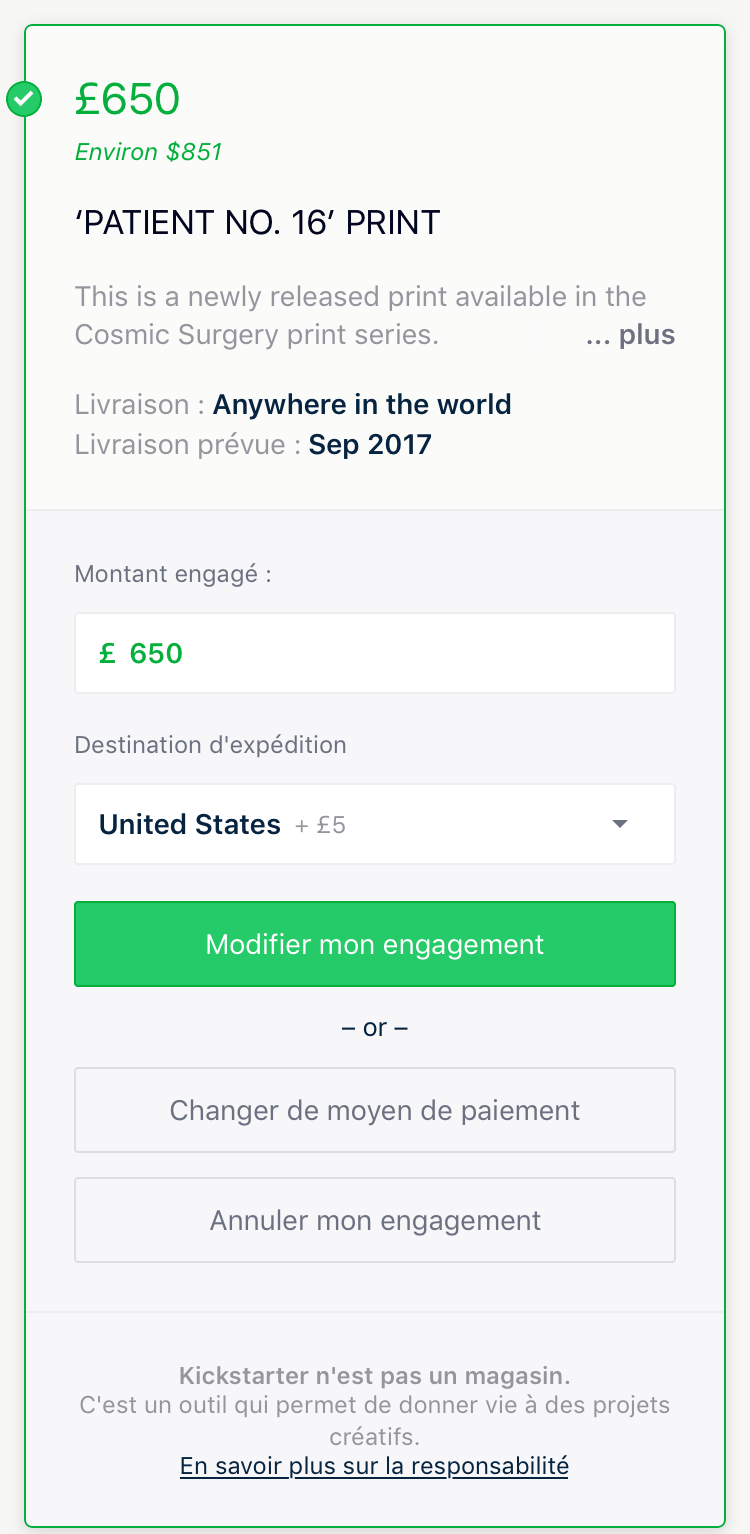 £650
Environ $851
‘PATIENT NO. 16’ PRINT
This is a newly released print available in the
Cosmic Surgery print series. ... plus
Livraison : Anywhere in the world
Livraison prévue : Sep 2017
Montant engagé :
£ 650
Destination d'expédition
United States + £5
Modifier mon engagement
– or –
Changer de moyen de paiement
Annuler mon engagement
Kickstarter n'est pas un magasin.
C'est un outil qui permet de donner vie à des projets
créatifs.
En savoir plus sur la responsabilité